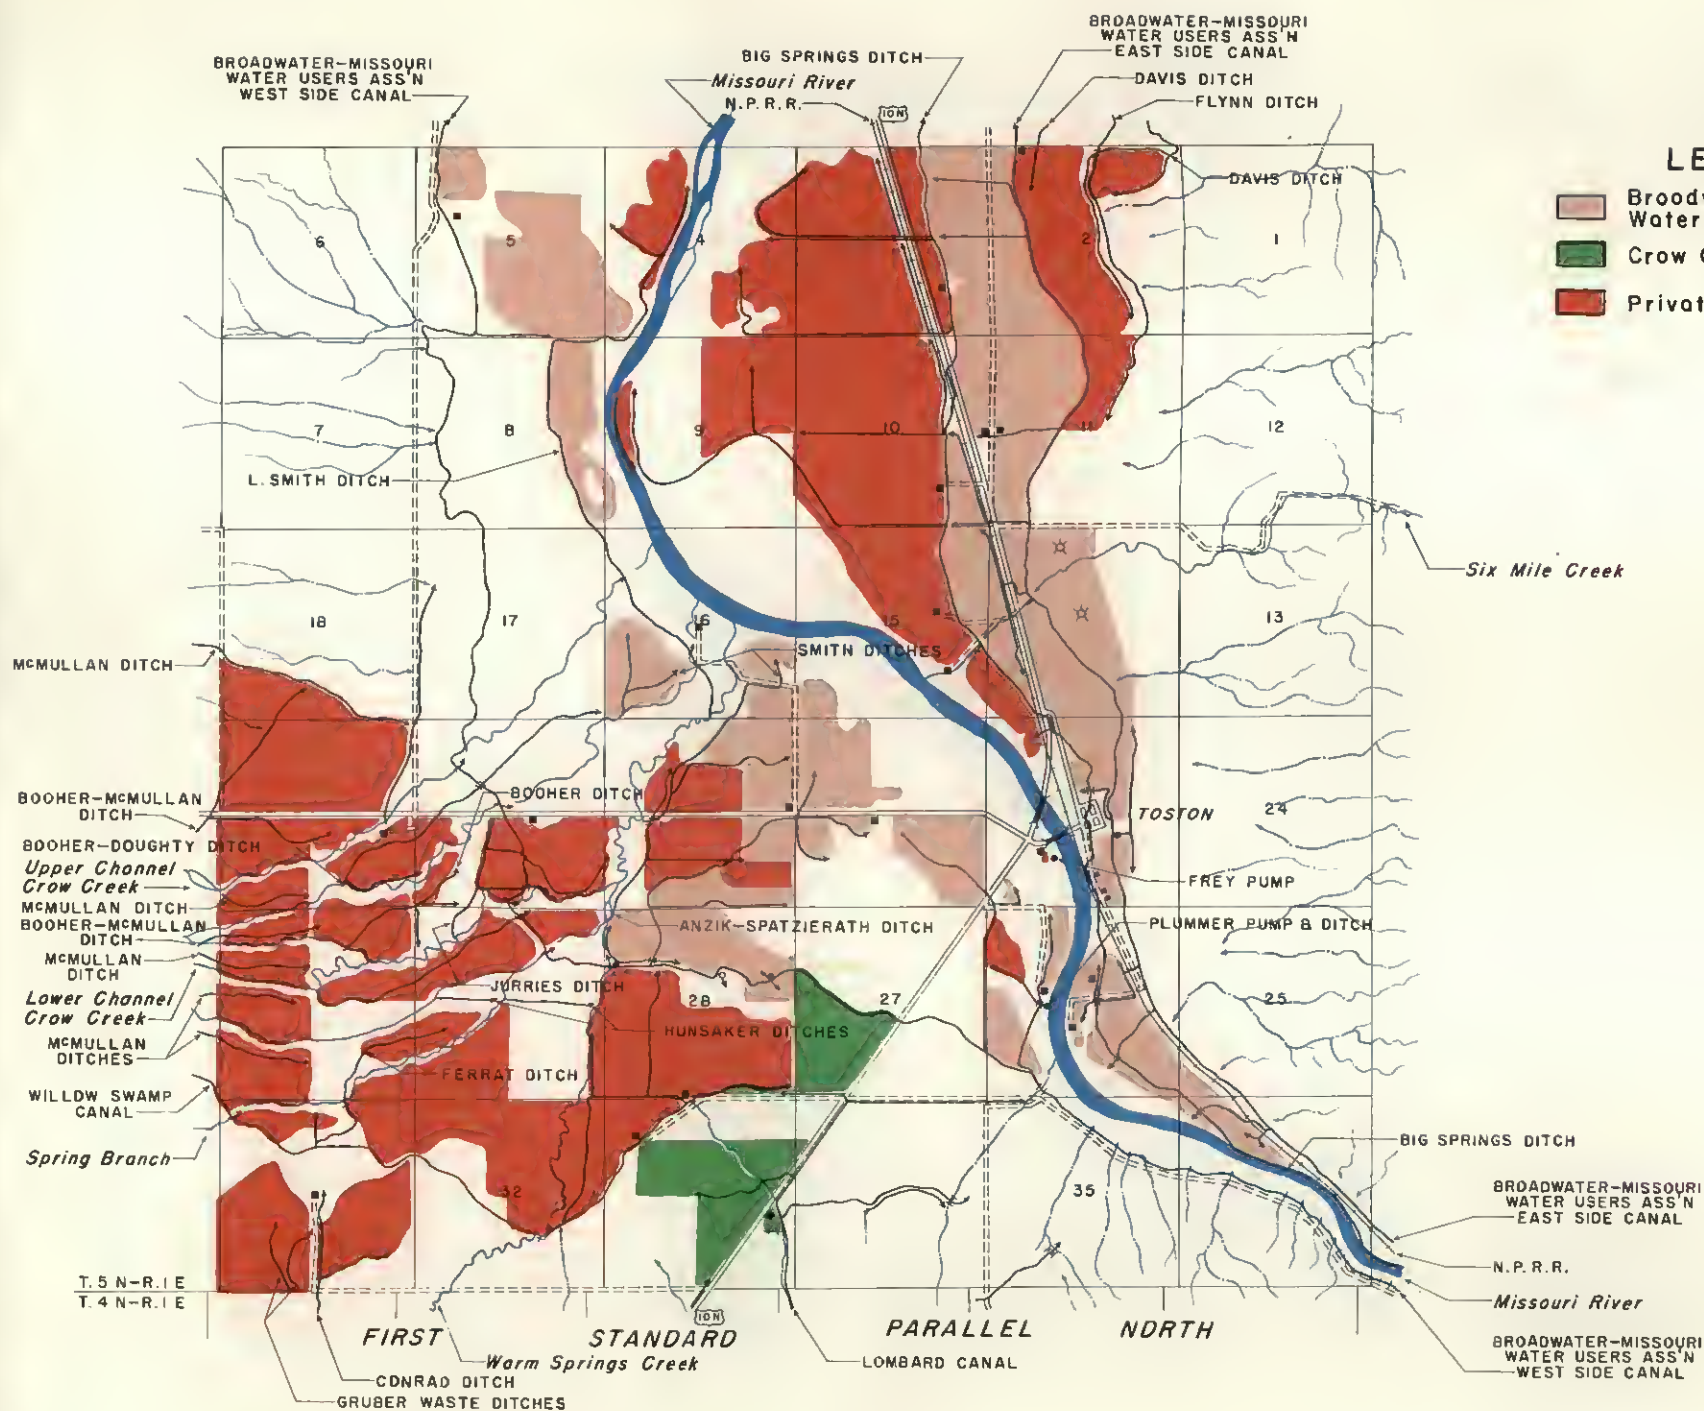 BROADWATER-MISSOURI
WATER USERS ASS'N
WEST SIDE CANAL
BIG SPRINGS DITCH
Missouri River
N.P.R.R.
10N
BROADWATER-MISSOURI
WATER USERS ASS'N
EAST SIDE CANAL
DAVIS DITCH
FLYNN DITCH
DAVIS DITCH
6
5
4
2
1
7
8
9
10
11
12
L. SMITH DITCH
Six Mile Creek
18
17
16
15
13
McMULLAN DITCH
SMITH DITCHES
BOOHER-McMULLAN
DITCH
BOOHER DITCH
TOSTON
24
BOOHER-DOUGHTY DITCH
Upper Channel
Crow Creek
FREY PUMP
McMULLAN DITCH
BOOHER-McMULLAN
DITCH
ANZIK-SPATZIERATH DITCH
PLUMMER PUMP & DITCH
McMULLAN
DITCH
JURRIES DITCH
28
27
25
Lower Channel
Crow Creek
HUNSAKER DITCHES
McMULLAN
DITCHES
FERRAT DITCH
WILLOW SWAMP
CANAL
Spring Branch
BIG SPRINGS DITCH
32
35
BROADWATER-MISSOURI
WATER USERS ASS'N
EAST SIDE CANAL
N.P.R.R.
T. 5 N-R. 1 E
T. 4 N-R. 1 E
Missouri River
10N
FIRST STANDARD PARALLEL NORTH
Warm Springs Creek
LOMBARD CANAL
BROADWATER-MISSOURI
WATER USERS ASS'N
WEST SIDE CANAL
CONRAD DITCH
GRUBER WASTE DITCHES
LE
Broadw
Water
Crow
Privat